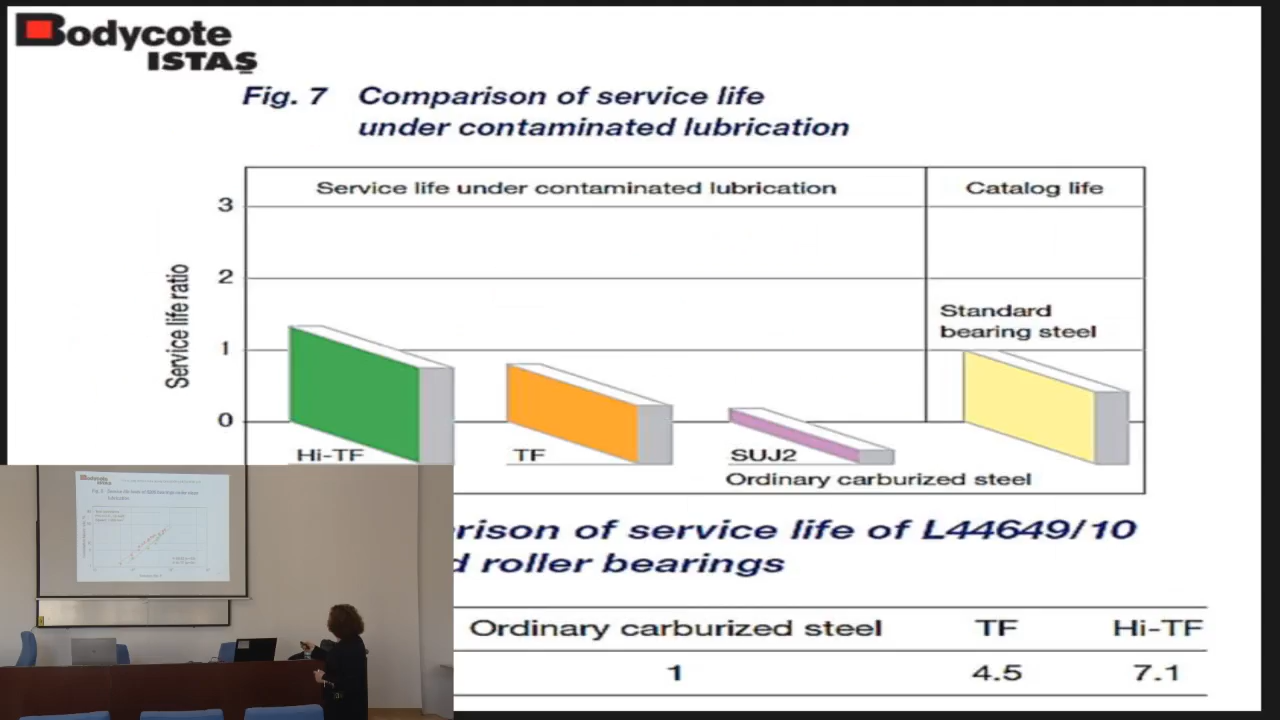 Bodycote
ISTAŞ
Fig. 7 Comparison of service life
under contaminated lubrication
Service life under contaminated lubrication
Catalog life
3
2
1
0
Service life ratio
Standard
bearing steel
Hi-TF
TF
SUJ2
Ordinary carburized steel
rison of service life of L44649/10
d roller bearings
Ordinary carburized steel TF Hi-TF
1 4.5 7.1
Bodycote